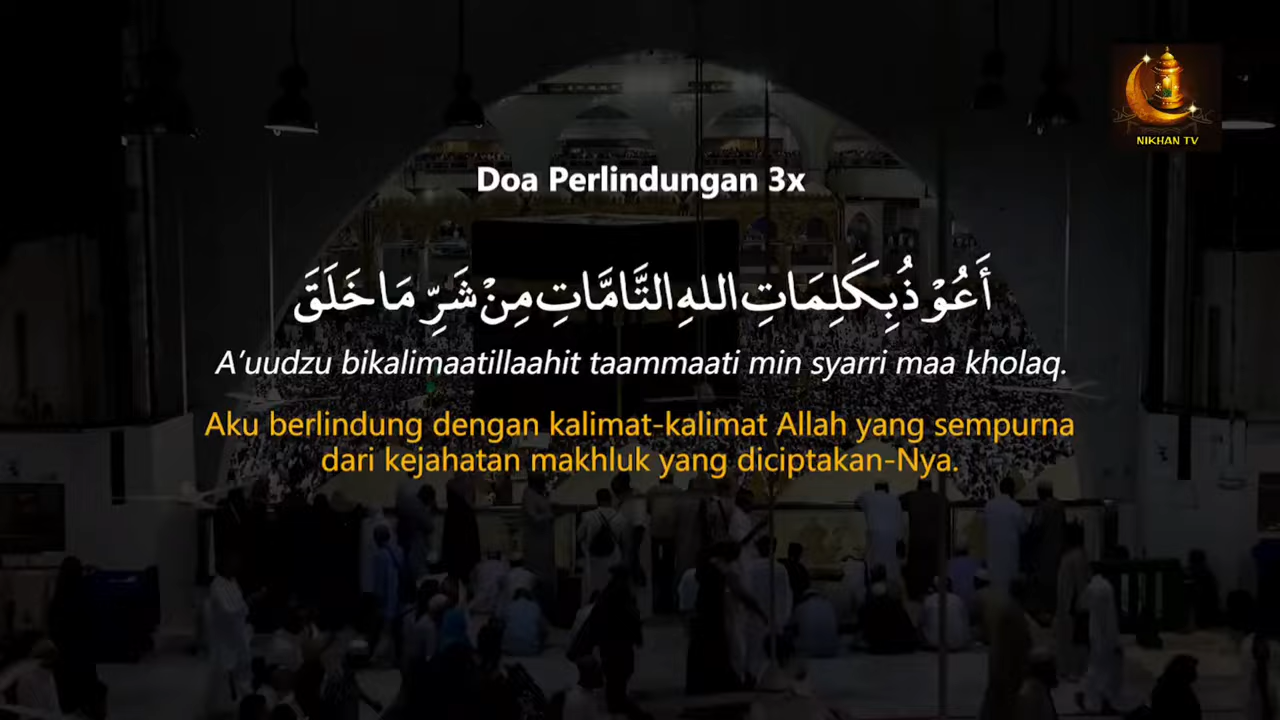 NIKHAN TV
Doa Perlindungan 3x
أَعُوْذُ بِكَلِمَاتِ اللهِ التَّامَّاتِ مِنْ شَرِّ مَا خَلَقَ
A’uudzu bikalimaatillaahit taammaati min syarri maa kholaq.
Aku berlindung dengan kalimat-kalimat Allah yang sempurna
dari kejahatan makhluk yang diciptakan-Nya.